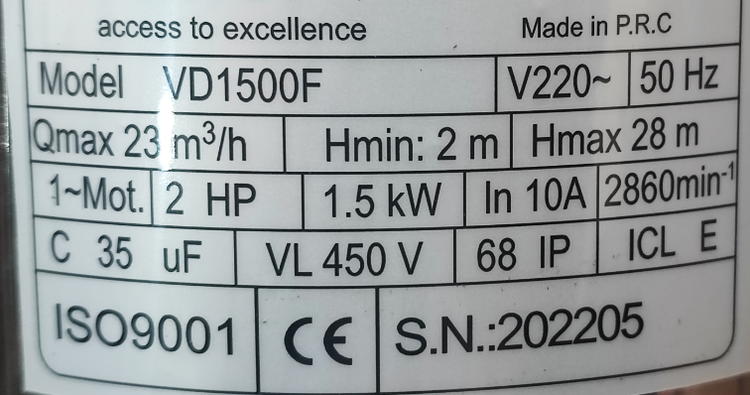 access to excellence Made in P.R.C
Model VD1500F V220~ 50 Hz
Qmax 23 m³/h Hmin: 2 m Hmax 28 m
1~Mot. 2 HP 1.5 kW In 10A 2860min⁻¹
C 35 uF VL 450 V 68 IP ICL E
ISO9001 CE S.N.:202205